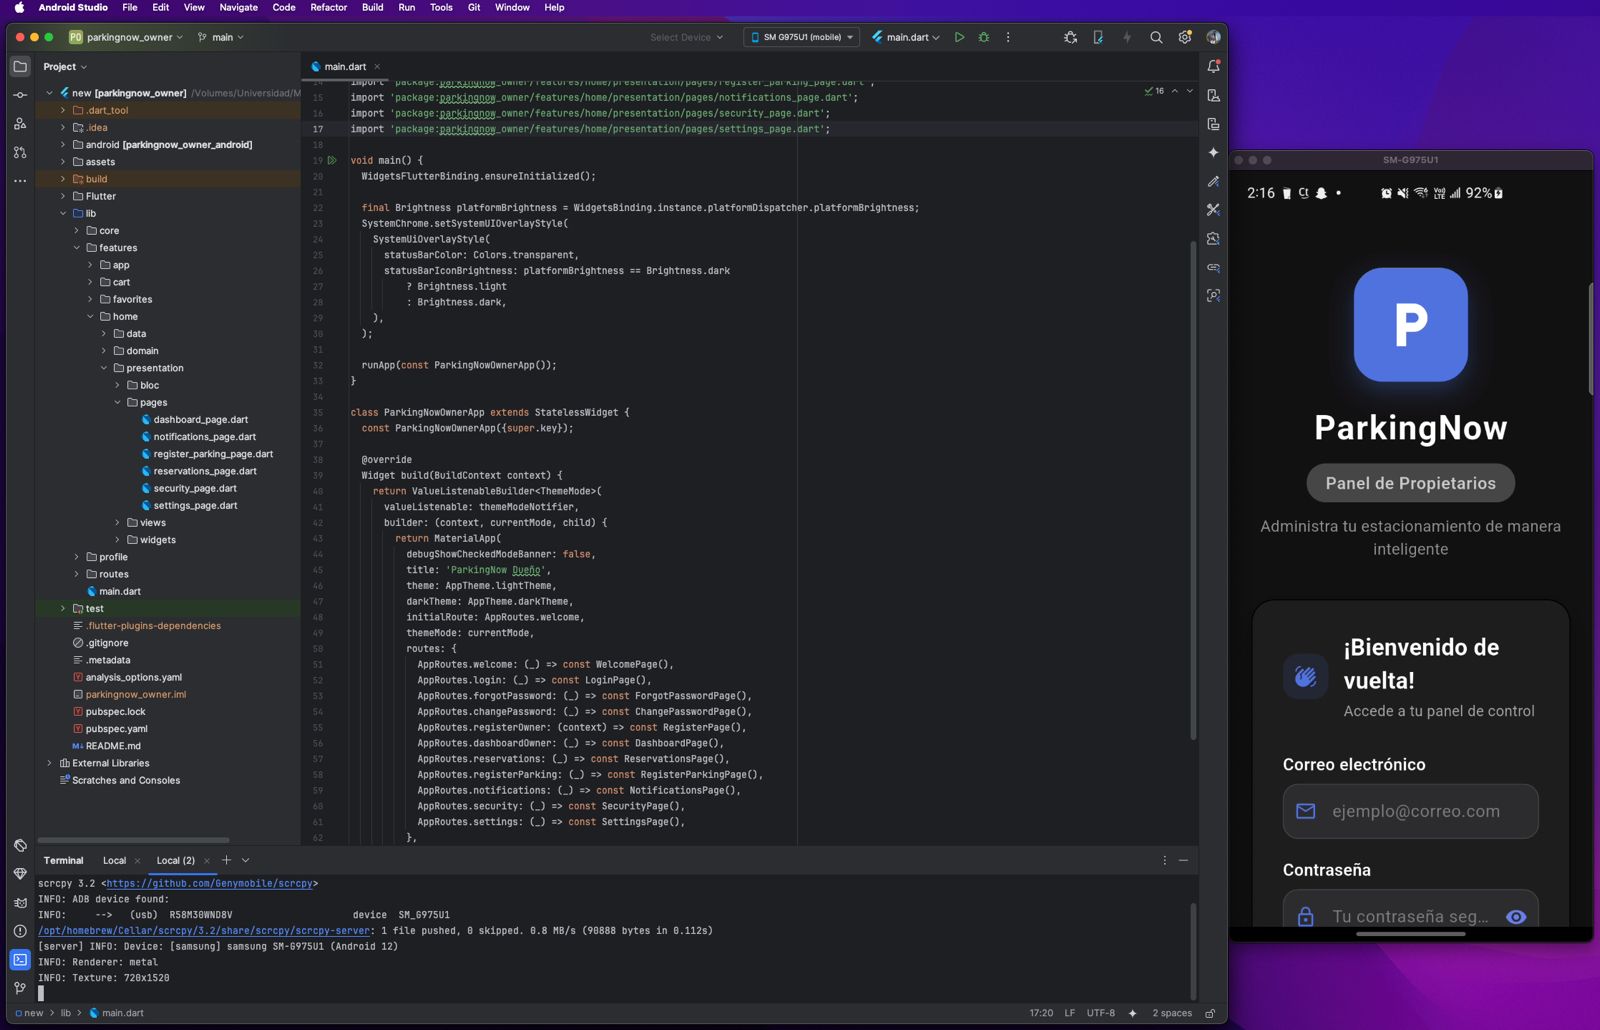 Android Studio File Edit View Navigate Code Refactor Build Run Tools Git Window Help
PO parkingnow_owner main Select Device SM G975U1 (mobile) main.dart
Project
new [parkingnow_owner] /Volumes/Universidad/M
.dart_tool
.idea
android [parkingnow_owner_android]
assets
build
Flutter
lib
core
features
app
cart
favorites
home
data
domain
presentation
bloc
pages
dashboard_page.dart
notifications_page.dart
register_parking_page.dart
reservations_page.dart
security_page.dart
settings_page.dart
views
widgets
profile
routes
main.dart
test
.flutter-plugins-dependencies
.gitignore
.metadata
analysis_options.yaml
parkingnow_owner.iml
pubspec.lock
pubspec.yaml
README.md
External Libraries
Scratches and Consoles
main.dart
16
14 import 'package:parkingnow_owner/features/home/presentation/pages/register_parking_page.dart';
15 import 'package:parkingnow_owner/features/home/presentation/pages/notifications_page.dart';
16 import 'package:parkingnow_owner/features/home/presentation/pages/security_page.dart';
17 import 'package:parkingnow_owner/features/home/presentation/pages/settings_page.dart';
18
19 void main() {
20 WidgetsFlutterBinding.ensureInitialized();
21
22 final Brightness platformBrightness = WidgetsBinding.instance.platformDispatcher.platformBrightness;
23 SystemChrome.setSystemUIOverlayStyle(
24 SystemUiOverlayStyle(
25 statusBarColor: Colors.transparent,
26 statusBarIconBrightness: platformBrightness == Brightness.dark
27 ? Brightness.light
28 : Brightness.dark,
29 ),
30 );
31
32 runApp(const ParkingNowOwnerApp());
33 }
34
35 class ParkingNowOwnerApp extends StatelessWidget {
36 const ParkingNowOwnerApp({super.key});
37
38 @override
39 Widget build(BuildContext context) {
40 return ValueListenableBuilder<ThemeMode>(
41 valueListenable: themeModeNotifier,
42 builder: (context, currentMode, child) {
43 return MaterialApp(
44 debugShowCheckedModeBanner: false,
45 title: 'ParkingNow Dueño',
46 theme: AppTheme.lightTheme,
47 darkTheme: AppTheme.darkTheme,
48 initialRoute: AppRoutes.welcome,
49 themeMode: currentMode,
50 routes: {
51 AppRoutes.welcome: (_) => const WelcomePage(),
52 AppRoutes.login: (_) => const LoginPage(),
53 AppRoutes.forgotPassword: (_) => const ForgotPasswordPage(),
54 AppRoutes.changePassword: (_) => const ChangePasswordPage(),
55 AppRoutes.registerOwner: (context) => const RegisterPage(),
56 AppRoutes.dashboardOwner: (_) => const DashboardPage(),
57 AppRoutes.reservations: (_) => const ReservationsPage(),
58 AppRoutes.registerParking: (_) => const RegisterParkingPage(),
59 AppRoutes.notifications: (_) => const NotificationsPage(),
60 AppRoutes.security: (_) => const SecurityPage(),
61 AppRoutes.settings: (_) => const SettingsPage(),
62 },
Terminal Local Local (2)
scrcpy 3.2 <https://github.com/Genymobile/scrcpy>
INFO: ADB device found:
INFO: --> (usb) R58M30WND8V device SM_G975U1
/opt/homebrew/Cellar/scrcpy/3.2/share/scrcpy/scrcpy-server: 1 file pushed, 0 skipped. 0.8 MB/s (90888 bytes in 0.112s)
[server] INFO: Device: [samsung] samsung SM-G975U1 (Android 12)
INFO: Renderer: metal
INFO: Texture: 720x1520
new > lib > main.dart 17:20 LF UTF-8 2 spaces
SM-G975U1
2:16 92%
P
ParkingNow
Panel de Propietarios
Administra tu estacionamiento de manera
inteligente
¡Bienvenido de
vuelta!
Accede a tu panel de control
Correo electrónico
ejemplo@correo.com
Contraseña
Tu contraseña seg...